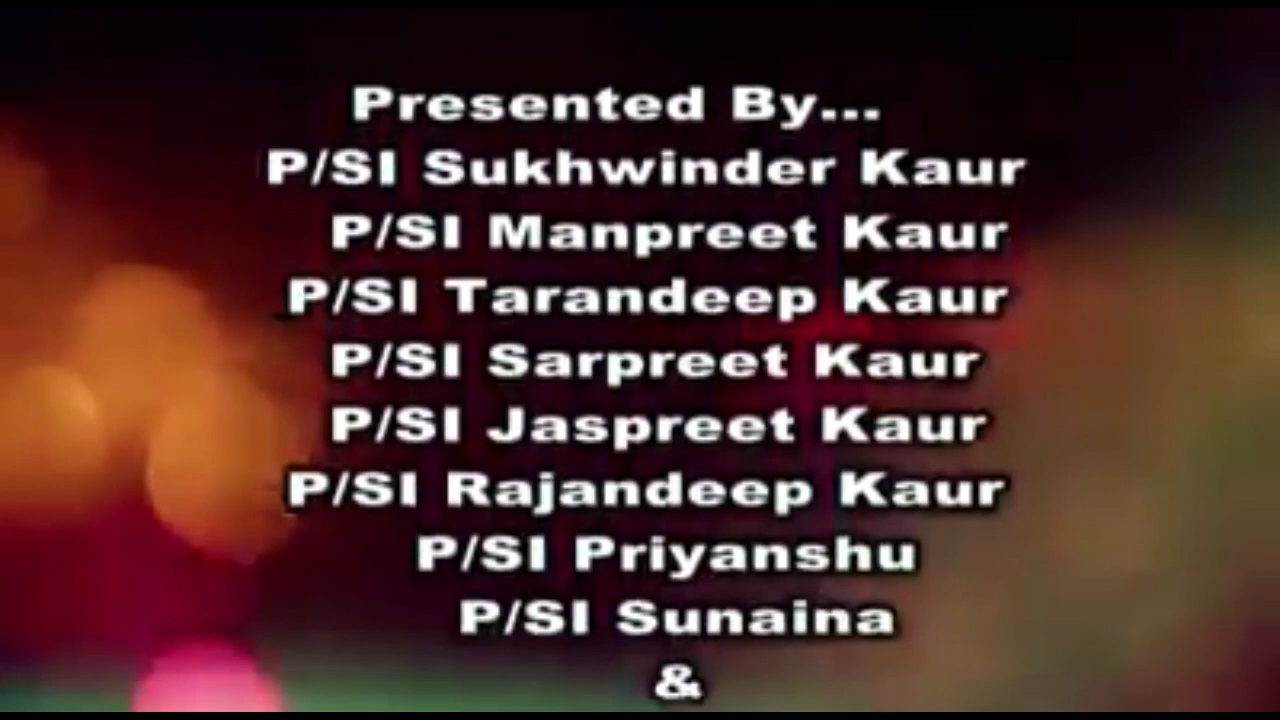 Presented By...
P/SI Sukhwinder Kaur
P/SI Manpreet Kaur
P/SI Tarandeep Kaur
P/SI Sarpreet Kaur
P/SI Jaspreet Kaur
P/SI Rajandeep Kaur
P/SI Priyanshu
P/SI Sunaina
&